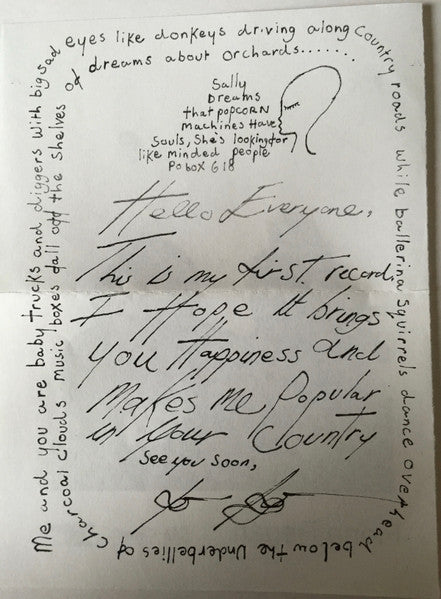 Me and you are baby trucks and diggers with big sad
eyes like donkeys driving along
country roads while ballerina squirrels dance overhead
below the underbellies of
charcoal clouds music boxes fall off the Shelves of
dreams about orchards.......
Sally
Dreams
that POPCORN
machines Have
Souls, She's looking for
like minded people
PO BOX 618
Hello Everyone,
This is my first record
I Hope It brings
you Happiness and
makes me Popular
in your Country
See you Soon,